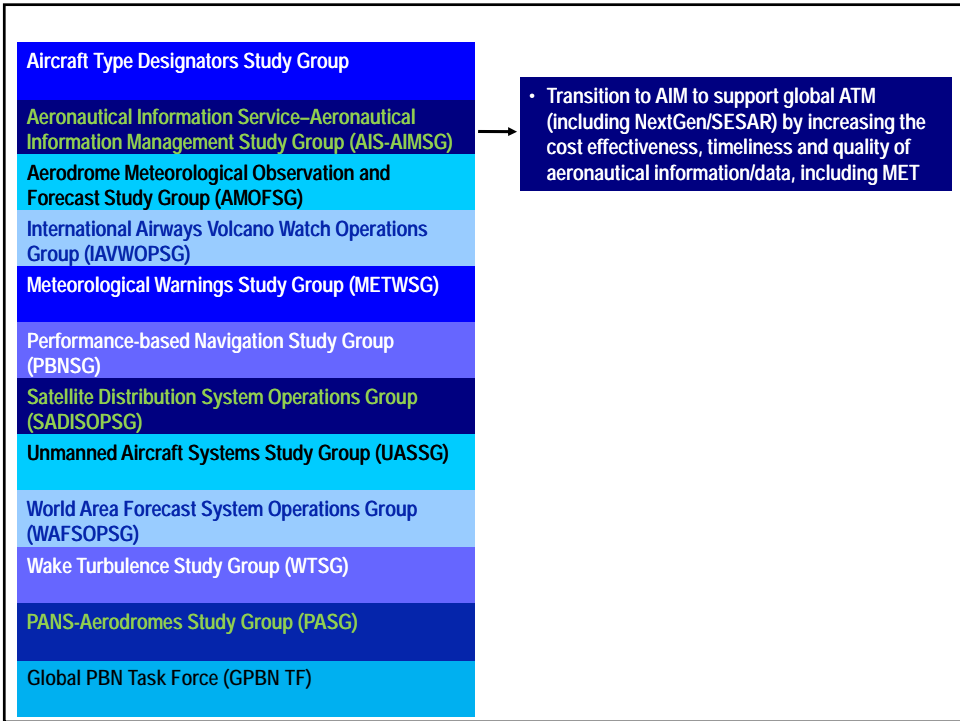 Aircraft Type Designators Study Group
Aeronautical Information Service–Aeronautical
Information Management Study Group (AIS-AIMSG)
Aerodrome Meteorological Observation and
Forecast Study Group (AMOFSG)
International Airways Volcano Watch Operations
Group (IAVWOPSG)
Meteorological Warnings Study Group (METWSG)
Performance-based Navigation Study Group
(PBNSG)
Satellite Distribution System Operations Group
(SADISOPSG)
Unmanned Aircraft Systems Study Group (UASSG)
World Area Forecast System Operations Group
(WAFSOPSG)
Wake Turbulence Study Group (WTSG)
PANS-Aerodromes Study Group (PASG)
Global PBN Task Force (GPBN TF)
• Transition to AIM to support global ATM
(including NextGen/SESAR) by increasing the
cost effectiveness, timeliness and quality of
aeronautical information/data, including MET